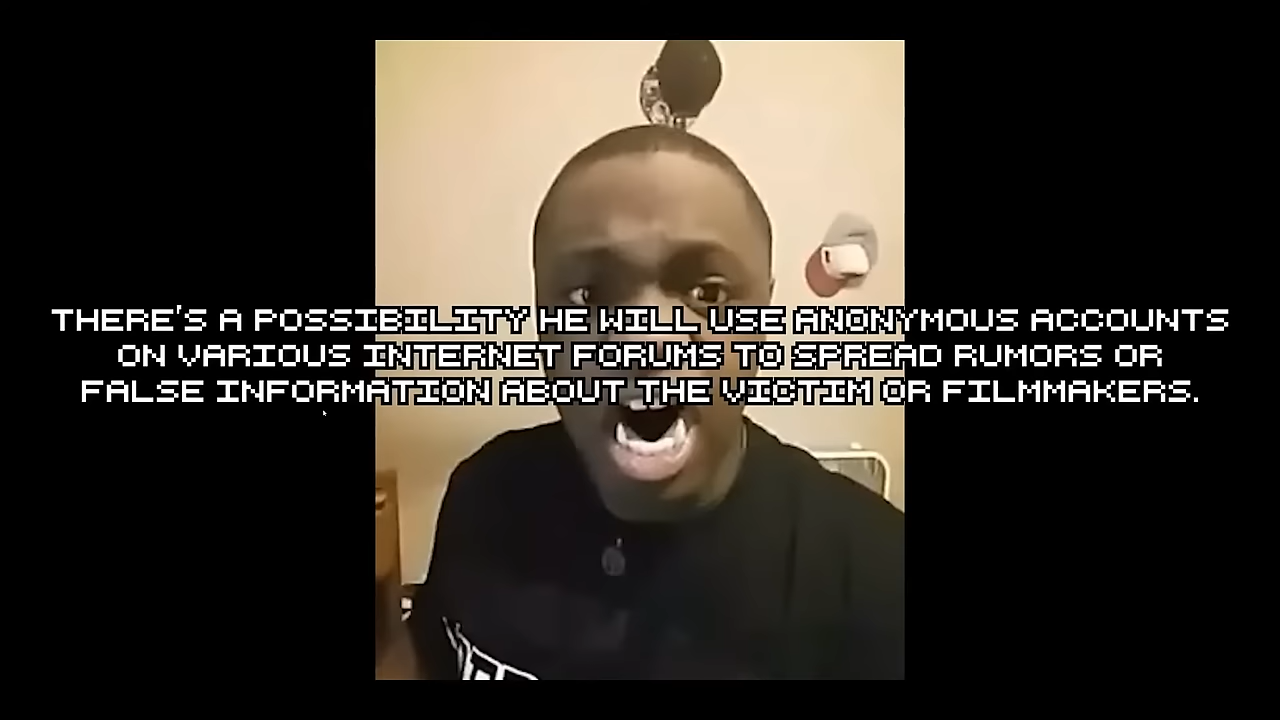 THERE'S A POSSIBILITY HE WILL USE ANONYMOUS ACCOUNTS
ON VARIOUS INTERNET FORUMS TO SPREAD RUMORS OR
FALSE INFORMATION ABOUT THE VICTIM OR FILMMAKERS.